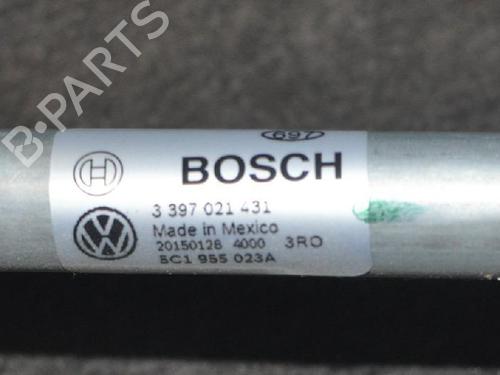 B-PARTS
697
BOSCH
3 397 021 431
Made in Mexico
20150128 4000 3RO
5C1 955 023A